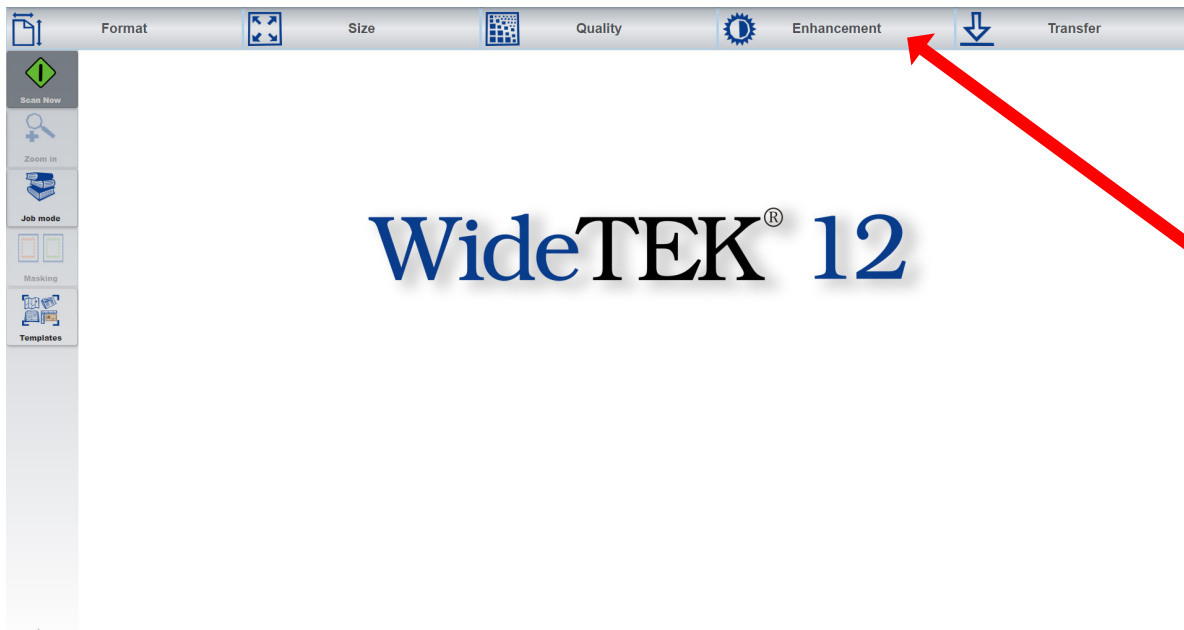 Format Size Quality Enhancement Transfer
Scan Now
Zoom in
Job mode
Masking
Templates
WideTEK® 12